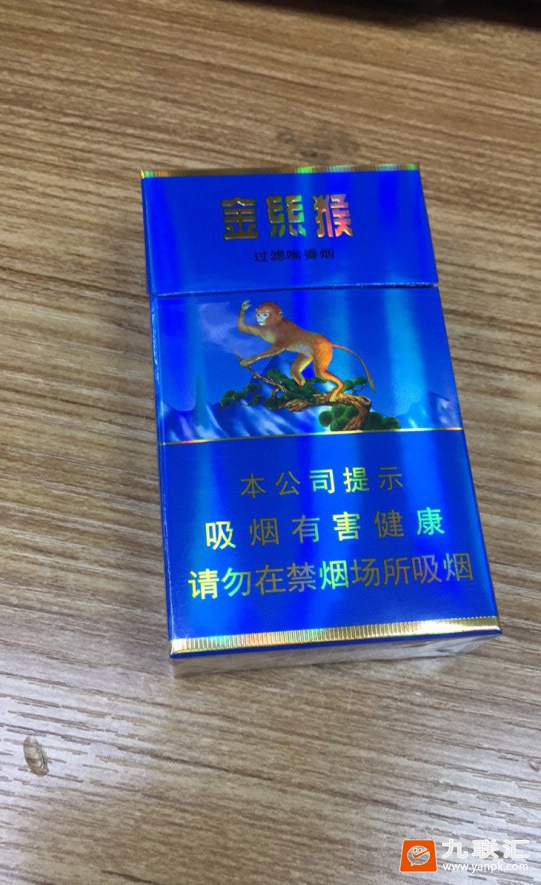 金絲猴
过滤嘴香烟
本公司提示
吸烟有害健康
请勿在禁烟场所吸烟
九联汇
www.yanpk.com